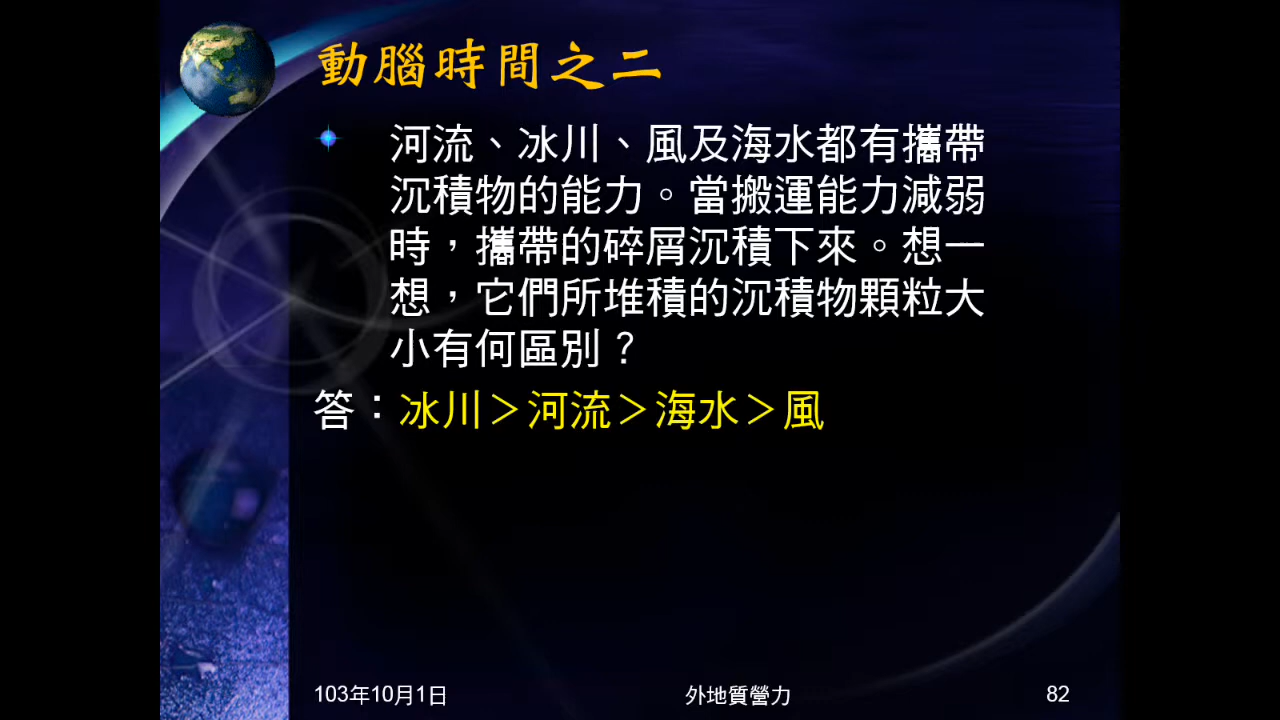 動腦時間之二
河流、冰川、風及海水都有攜帶
沉積物的能力。當搬運能力減弱
時，攜帶的碎屑沉積下來。想一
想，它們所堆積的沉積物顆粒大
小有何區別？
答：冰川＞河流＞海水＞風
103年10月1日
外地質營力
82